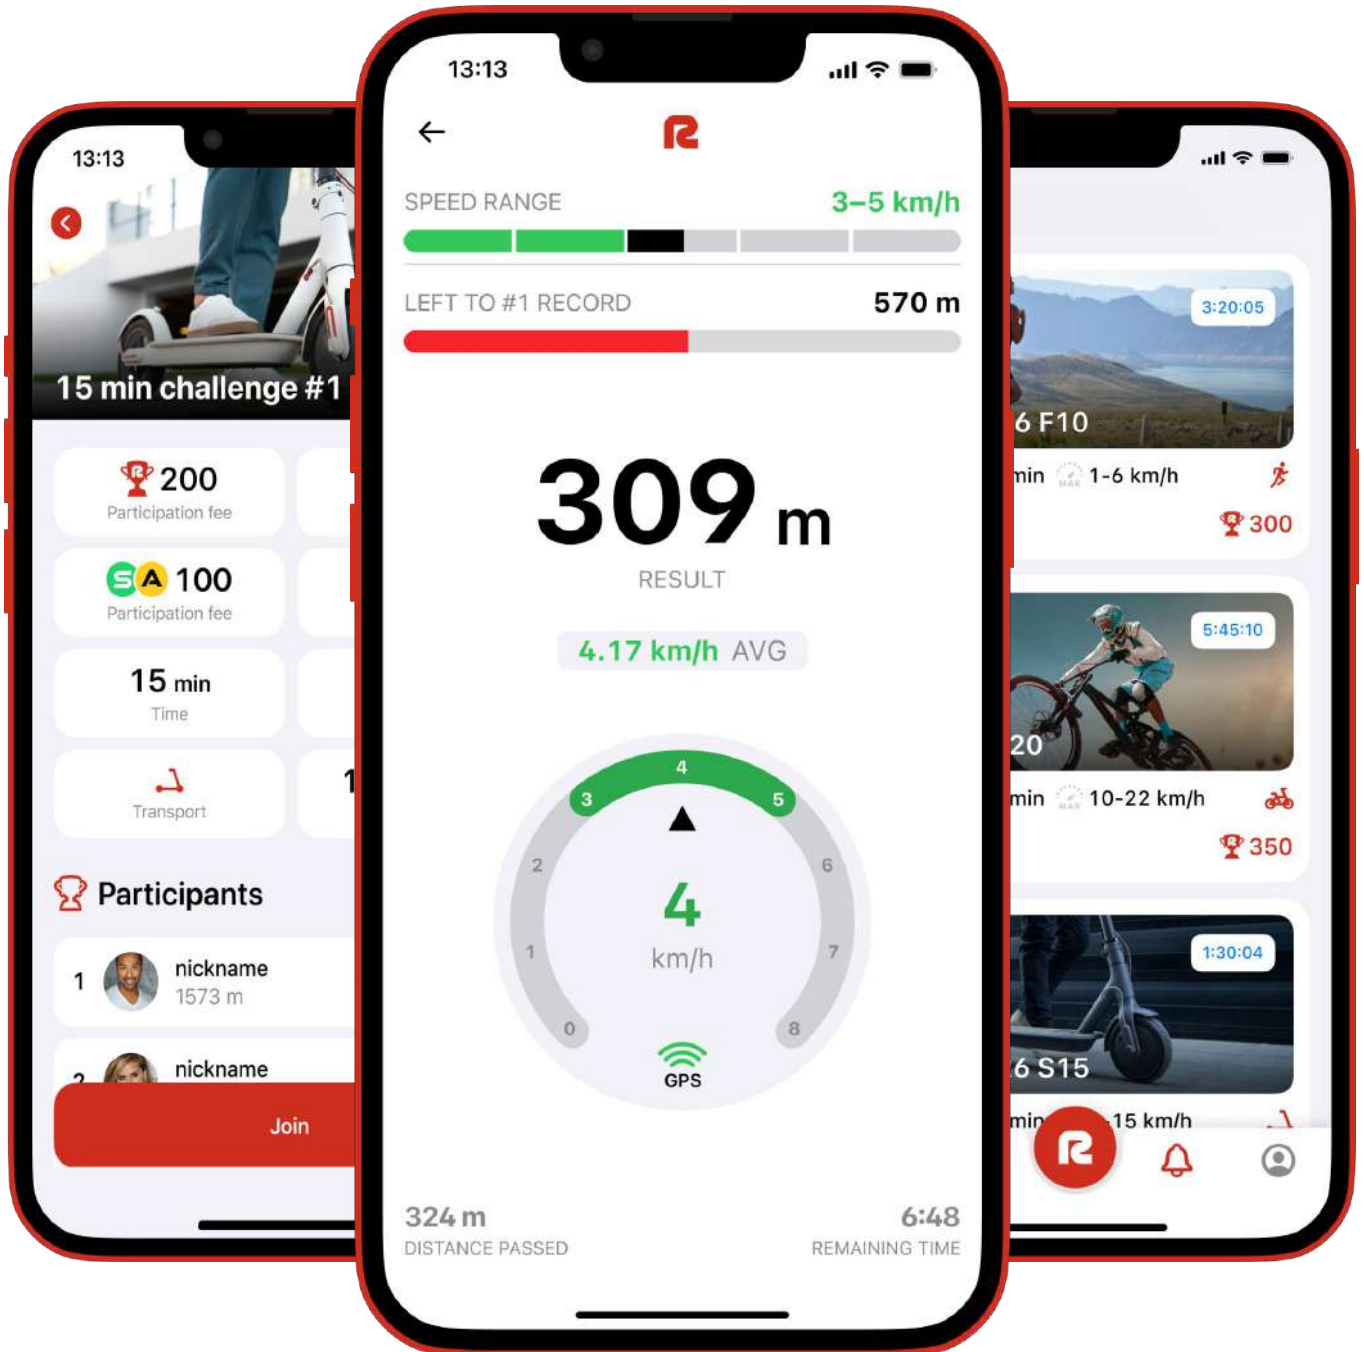 13:13
15 min challenge #1
200
Participation fee
S A 100
Participation fee
15 min
Time
Transport
Participants
1
nickname
1573 m
nickname
Join
13:13
SPEED RANGE
3–5 km/h
LEFT TO #1 RECORD
570 m
309 m
RESULT
4.17 km/h AVG
0
1
2
3
4
5
6
7
8
4
km/h
GPS
324 m
6:48
DISTANCE PASSED
REMAINING TIME
3:20:05
6 F10
min MAX 1-6 km/h
300
5:45:10
20
min MAX 10-22 km/h
350
1:30:04
6 S15
min
-15 km/h